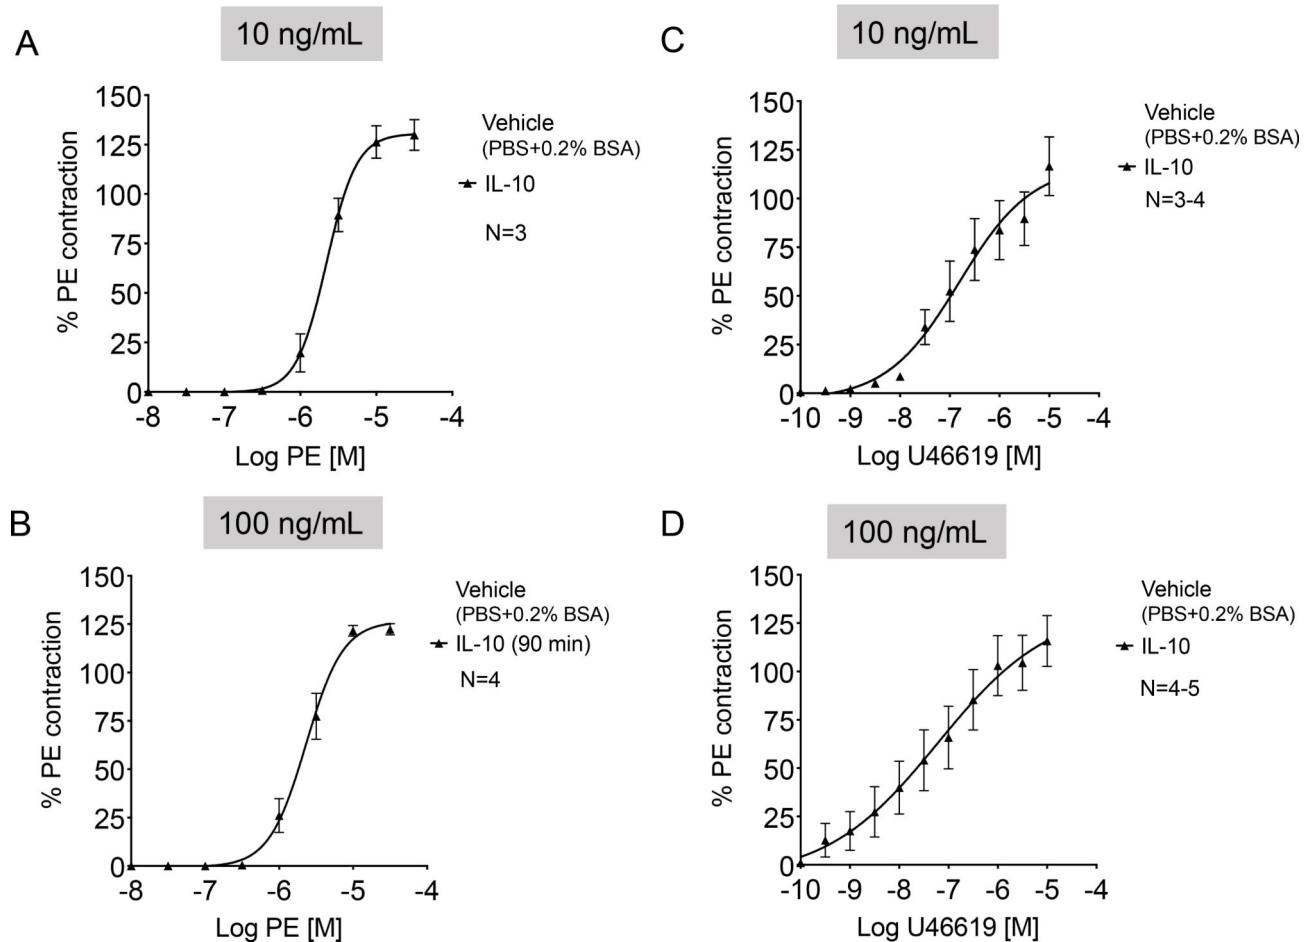 A
10 ng/mL
150
125
100
75
50
25
0
-8
-7
-6
-5
-4
% PE contraction
Log PE [M]
Vehicle
(PBS+0.2% BSA)
IL-10
N=3
C
10 ng/mL
150
125
100
75
50
25
0
-10
-9
-8
-7
-6
-5
-4
% PE contraction
Log U46619 [M]
Vehicle
(PBS+0.2% BSA)
IL-10
N=3-4
B
100 ng/mL
150
125
100
75
50
25
0
-8
-7
-6
-5
-4
% PE contraction
Log PE [M]
Vehicle
(PBS+0.2% BSA)
IL-10 (90 min)
N=4
D
100 ng/mL
150
125
100
75
50
25
0
-10
-9
-8
-7
-6
-5
-4
% PE contraction
Log U46619 [M]
Vehicle
(PBS+0.2% BSA)
IL-10
N=4-5